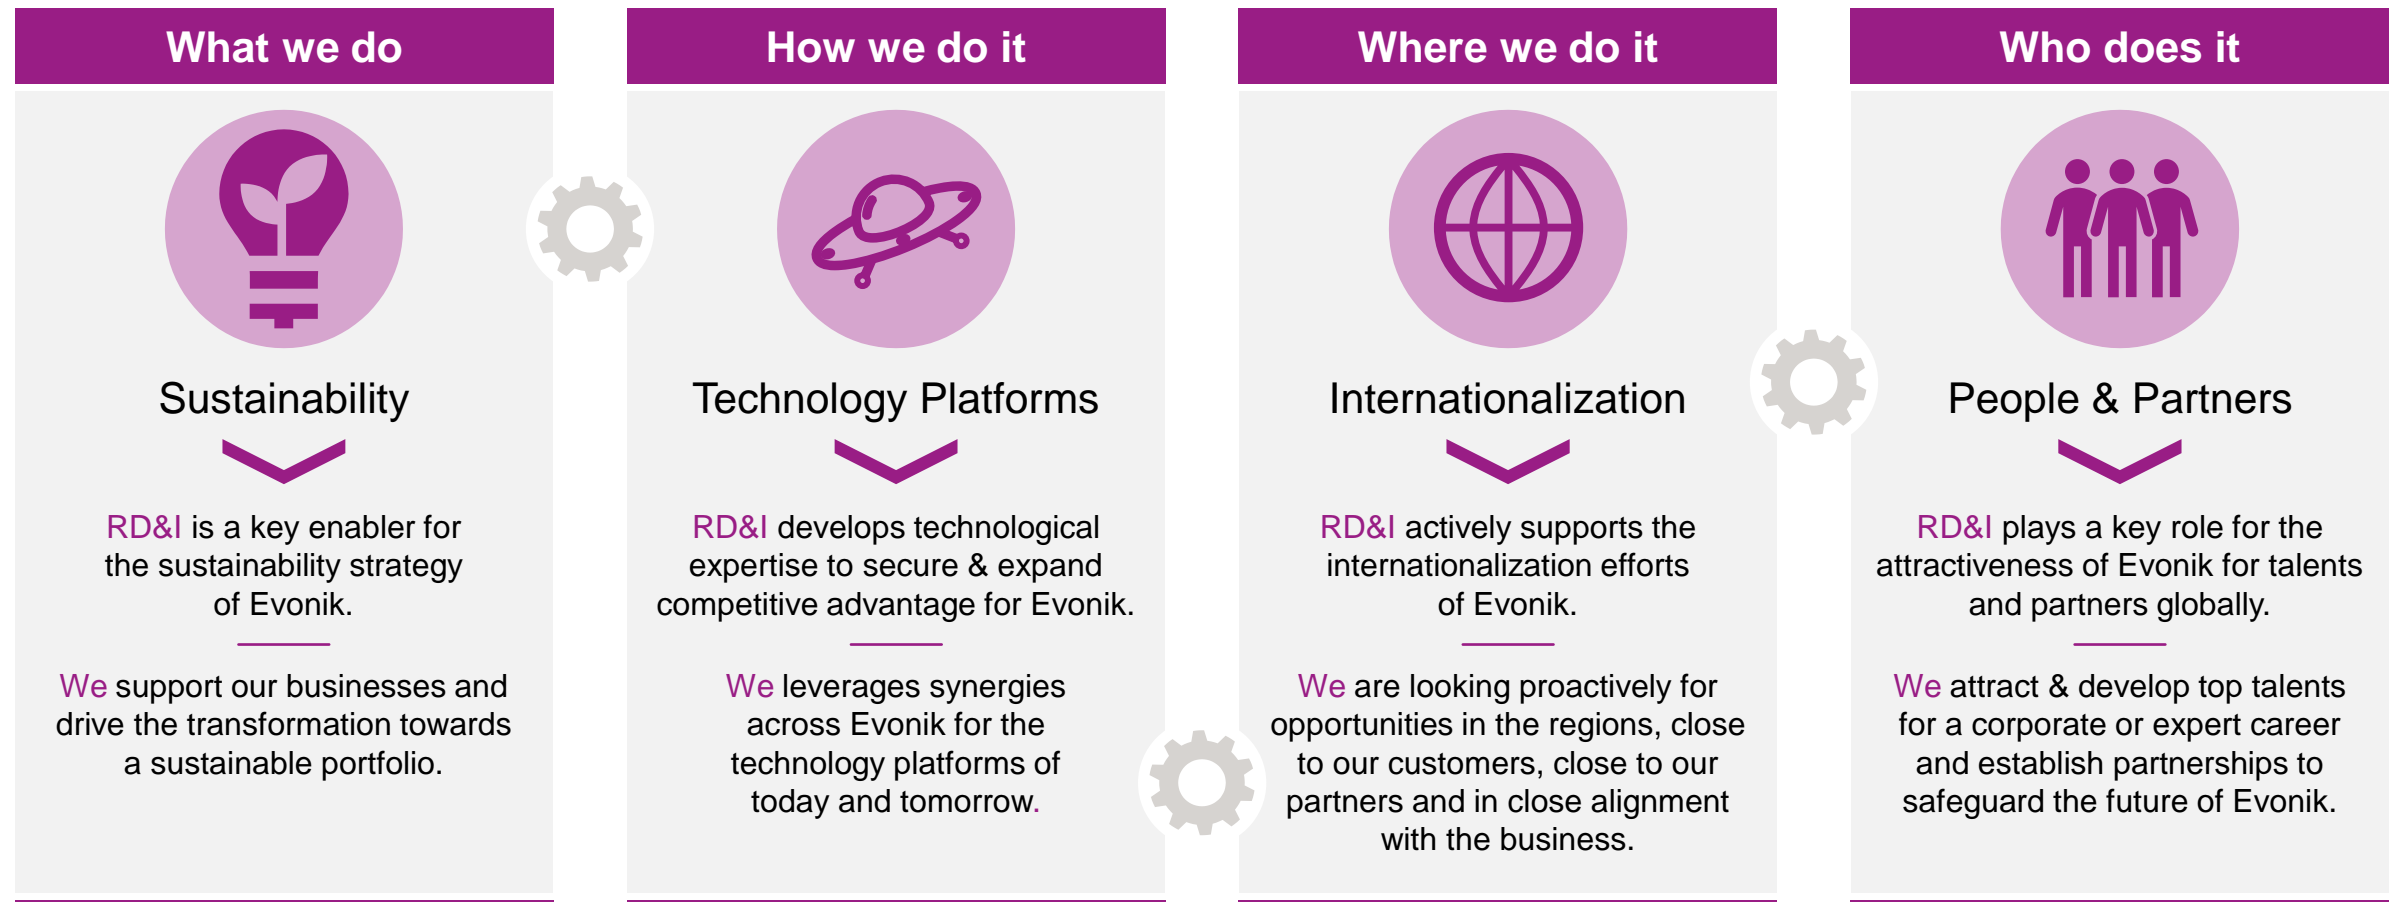 What we do
Sustainability
RD&I is a key enabler for
the sustainability strategy
of Evonik.
We support our businesses and
drive the transformation towards
a sustainable portfolio.
How we do it
Technology Platforms
RD&I develops technological
expertise to secure & expand
competitive advantage for Evonik.
We leverages synergies
across Evonik for the
technology platforms of
today and tomorrow.
Where we do it
Internationalization
RD&I actively supports the
internationalization efforts
of Evonik.
We are looking proactively for
opportunities in the regions, close
to our customers, close to our
partners and in close alignment
with the business.
Who does it
People & Partners
RD&I plays a key role for the
attractiveness of Evonik for talents
and partners globally.
We attract & develop top talents
for a corporate or expert career
and establish partnerships to
safeguard the future of Evonik.